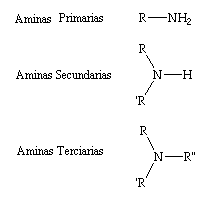 Aminas Primarias R—NH₂
R
Aminas Secundarias N—H
'R
R
Aminas Terciarias N—R"
'R